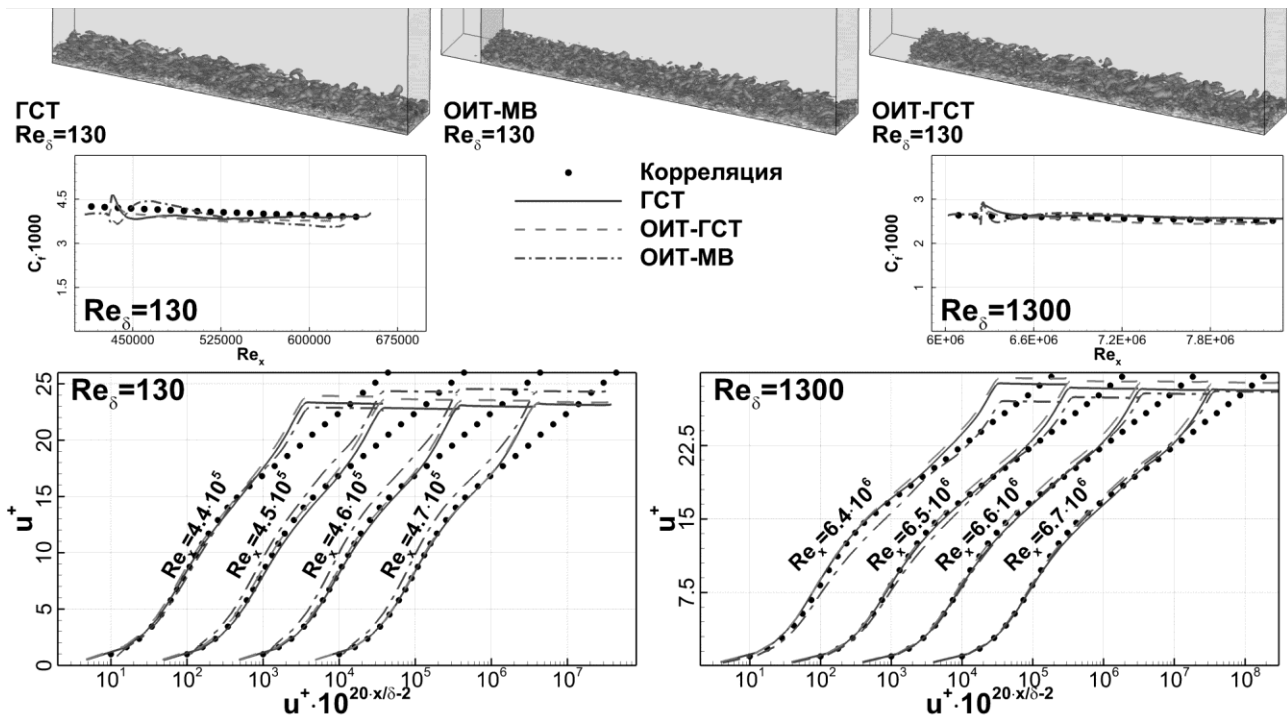 ГСТ
Re_δ=130
ОИТ-МВ
Re_δ=130
ОИТ-ГСТ
Re_δ=130
4.5
3
1.5
C_f·1000
Re_δ=130
450000 525000 600000 675000
Re_x
Корреляция
ГСТ
ОИТ-ГСТ
ОИТ-МВ
3
2
1
C_f·1000
Re_δ=1300
6E+06 6.6E+06 7.2E+06 7.8E+06
Re_x
Re_δ=130
25
20
15
10
5
0
u⁺
Re_x=4.4·10⁵
Re_x=4.5·10⁵
Re_x=4.6·10⁵
Re_x=4.7·10⁵
10¹ 10² 10³ 10⁴ 10⁵ 10⁶ 10⁷
u⁺·10^(20·x/δ-2)
Re_δ=1300
22.5
15
7.5
u⁺
Re_x=6.4·10⁶
Re_x=6.5·10⁶
Re_x=6.6·10⁶
Re_x=6.7·10⁶
10¹ 10² 10³ 10⁴ 10⁵ 10⁶ 10⁷ 10⁸
u⁺·10^(20·x/δ-2)